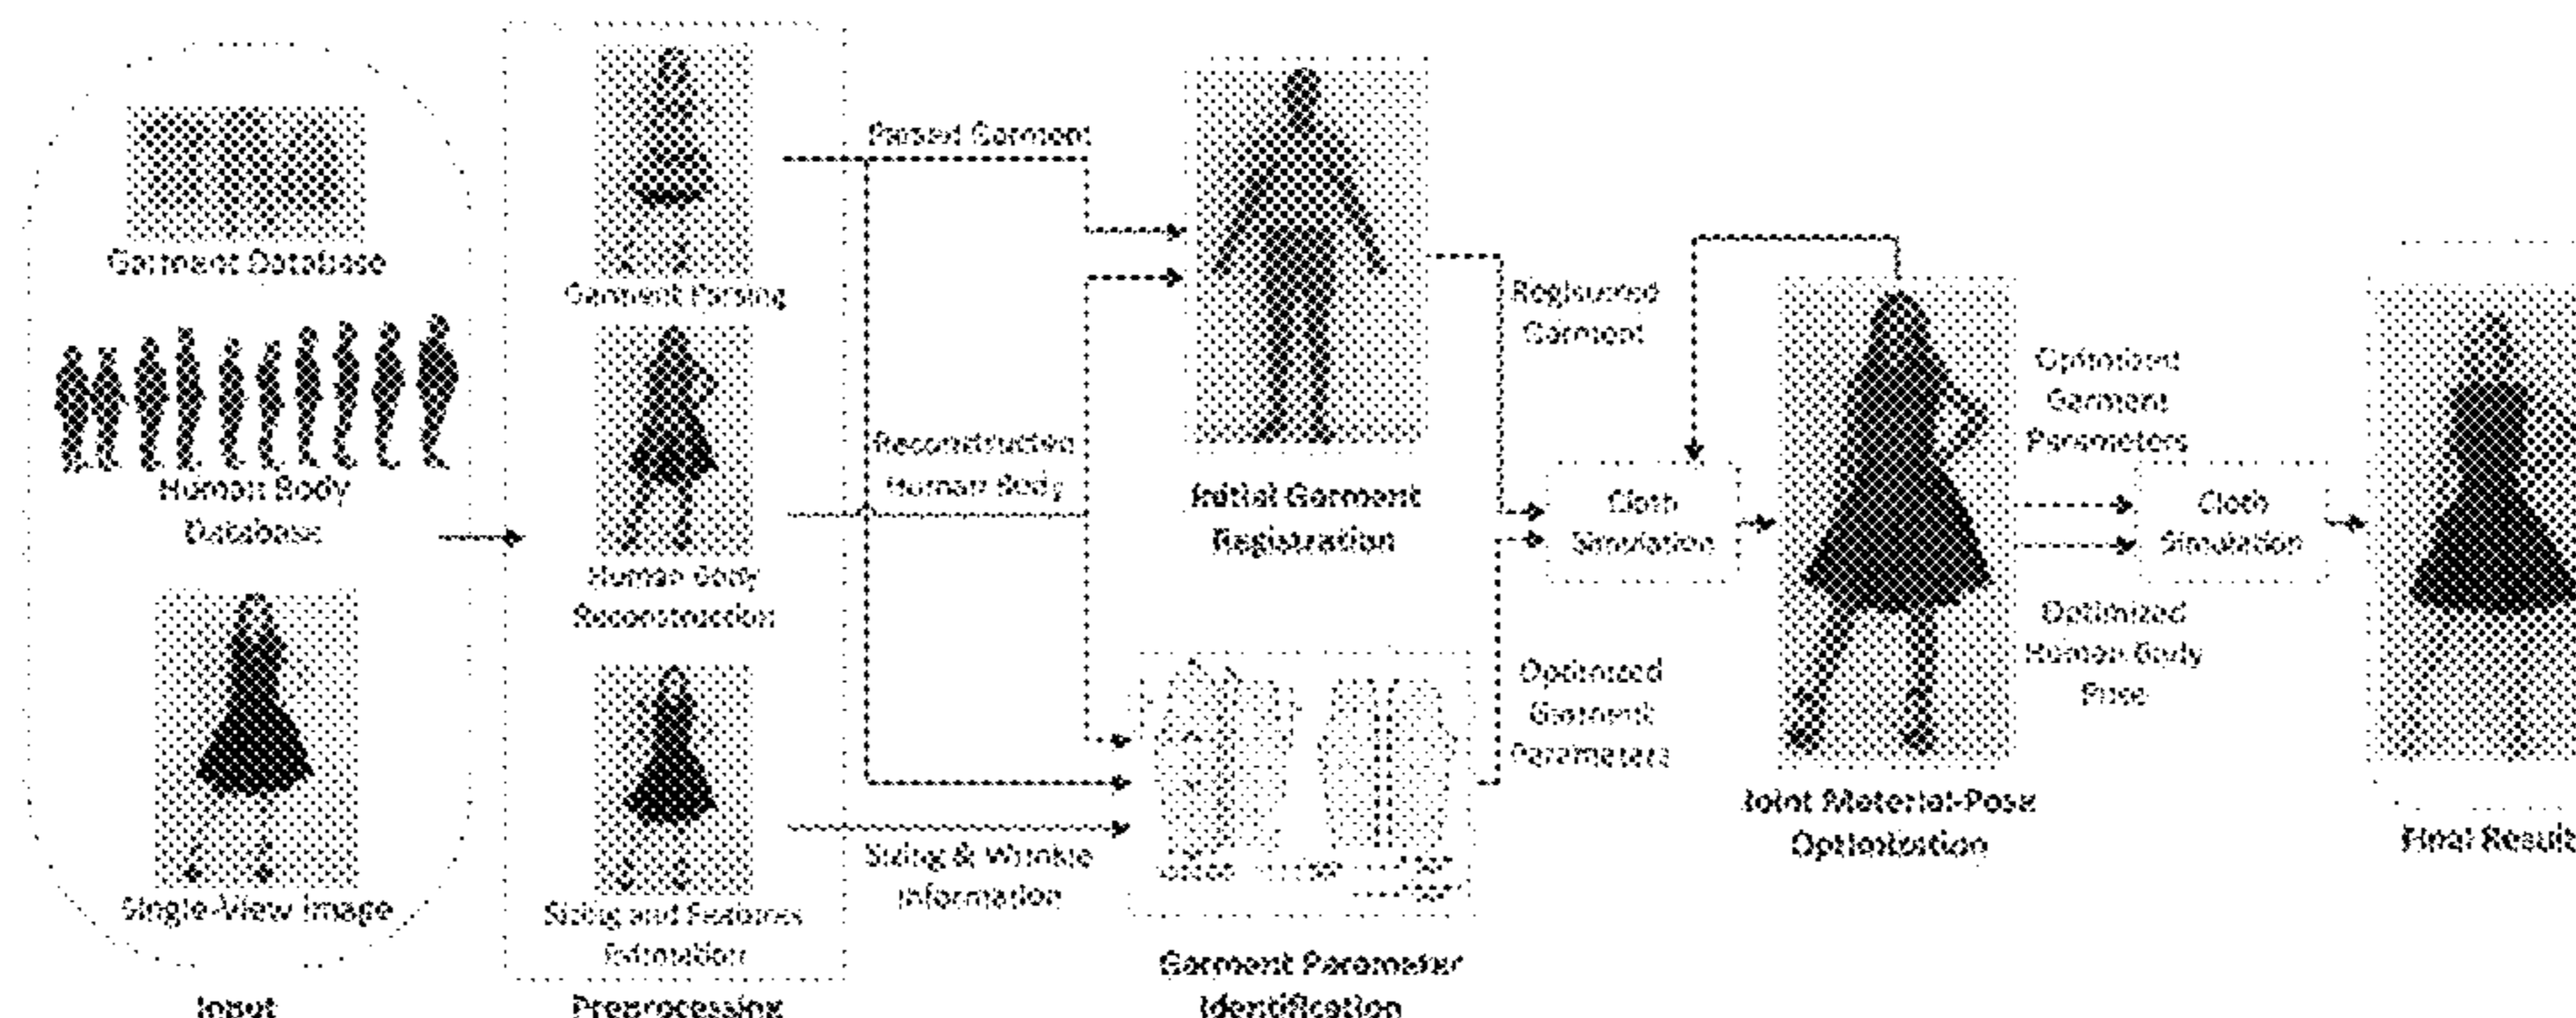 Garment Database
Human Body
Database
Single-View Image
Input
Garment Parsing
Human Body
Reconstruction
Sizing and Features
Estimation
Preprocessing
Parsed Garment
Reconstructed
Human Body
Sizing & Wrinkle
Information
Initial Garment
Registration
Garment Parameter
Identification
Registered
Garment
Optimized
Garment
Parameters
Cloth
Simulation
Joint Material-Pose
Optimization
Optimized
Garment
Parameters
Optimized
Human Body
Pose
Cloth
Simulation
Final Result